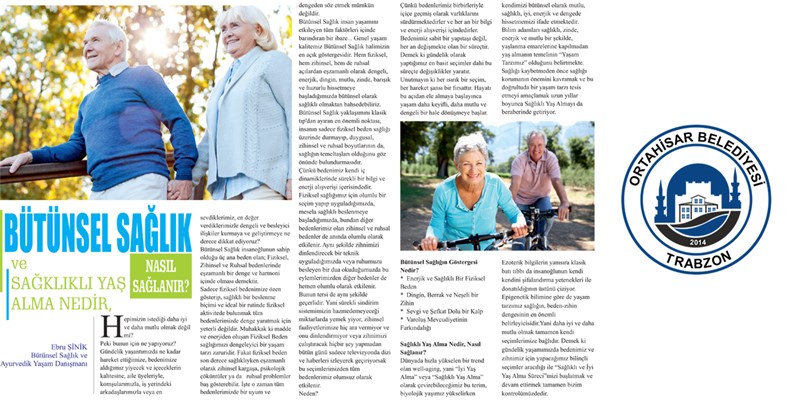 BÜTÜNSEL SAĞLIK
ve
SAĞKLIKLI YAŞ
ALMA NEDİR,
NASIL
SAĞLANIR?
Ebru ŞİNİK
Bütünsel Sağlık ve
Ayurvedik Yaşam Danışmanı
Hepimizin istediği daha iyi
ve daha mutlu olmak değil
mi?
Peki bunun için ne yapıyoruz?
Gündelik yaşantımızda ne kadar
hareket ettiğimize, bedenimize
aldığımız yiyecek ve içeceklerin
kalitesine, aile üyeleriyle,
komşularımızla, iş yerindeki
arkadaşlarımızla veya en
sevdiklerimiz, en değer
verdiklerimizle dengeli ve besleyici
ilişkiler kurmaya ve geliştirmeye ne
derece dikkat ediyoruz?
Bütünsel Sağlık insanoğlunun sahip
olduğu üç ana beden olan; Fiziksel,
Zihinsel ve Ruhsal bedenlerinde
eşzamanlı bir denge ve harmoni
içinde olması demektir.
Sadece fiziksel bedenimize özen
gösterip, sağlıklı bir beslenme
biçimi ve ideal bir rutinde fiziksel
aktivitede bulunmak tüm
bedenlerimizde denge yaratmak için
yeterli değildir. Muhakkak ki madde
ve enerjiden oluşan Fiziksel Beden
sağlığımızın dengeleyici bir yaşam
tarzı zaruridir. Fakat fiziksel beden
son derece sağlıklıyken eşzamanlı
olarak zihinsel kargaşa, psikolojik
çöküntüler ya da ruhsal problemler
baş gösterebilir. İşte o zaman tüm
bedenlerimizde bir uyum ve
dengeden söz etmek mümkün
değildir.
Bütünsel Sağlık insan yaşamını
etkileyen tüm faktörleri içinde
barındıran bir ibare... Genel yaşam
kalitemiz Bütünsel Sağlık halimizin
en açık göstergesidir. Hem fiziksel,
hem zihinsel, hem de ruhsal
açılardan eşzamanlı olarak dengeli,
enerjik, dingin, mutlu, zinde, barışık
ve huzurlu hissetmeye
başladığımızda bütünsel olarak
sağlıklı olmaktan bahsedebiliriz.
Bütünsel Sağlık yaklaşımını klasik
tıp'dan ayıran en önemli noktası,
insanın sadece fiziksel beden sağlığı
üzerinde durmayıp, duygusal,
zihinsel ve ruhsal boyutlarının da,
sağlığın temeltaşları olduğunu göz
önünde bulundurmasıdır.
Çünkü bedenimiz kendi iç
dinamiklerinde sürekli bir bilgi ve
enerji alışverişi içerisindedir.
Fiziksel sağlığımız için olumlu bir
seçim yapıp uyguladığımızda,
mesela sağlıklı beslenmeye
başladığımızda, bundan diğer
bedenlerimiz olan zihinsel ve ruhsal
bedenler de anında olumlu olarak
etkilenir. Aynı şekilde zihnimizi
dinlendirecek bir teknik
uyguladığımızda veya ruhumuzu
besleyen bir dua okuduğumuzda bu
eylemlerimizden diğer bedenler de
hemen olumlu olarak etkilenir.
Bunun tersi de aynı şekilde
geçerlidir. Yani sürekli sindirim
sistemimizin hazmedemeyeceği
miktarlarda yemek yiyor, zihinsel
faaliyetlerimize hiç ara vermiyor ve
onu dinlendirmiyor veya zihnimizi
çalıştıracak hiçbir şey yapmadan
bütün günü sadece televizyonda dizi
ve haberleri izleyerek geçiriyorsak
bu seçimlerimizden tüm
bedenlerimiz olumsuz olarak
etkilenir.
Neden?
Çünkü bedenlerimiz birbirleriyle
içiçe geçmiş olarak varlıklarını
sürdürmektedirler ve her an bir bilgi
ve enerji alışverişi içindedirler.
Bedenimiz sabit bir yapıtaşı değil,
her an değişmekte olan bir süreçtir.
Demek ki gündelik olarak
yaptığımız en basit seçimler dahi bu
süreçte değişiklikler yaratır.
Unutmayın ki her ısırık bir seçim,
her hareket şansı bir fırsattır. Hayatı
bu açıdan ele almaya başlayınca
yaşam daha keyifli, daha mutlu ve
dengeli bir hale dönüşmeye başlar.
Bütünsel Sağlığın Göstergesi
Nedir?
* Enerjik ve Sağlıklı Bir Fiziksel
Beden
* Dingin, Berrak ve Neşeli bir
Zihin
* Sevgi ve Şefkat Dolu bir Kalp
* Varoluş Mevcudiyetinin
Farkındalığı
Sağlıklı Yaş Alma Nedir, Nasıl
Sağlanır?
Dünyada hızla yükselen bir trend
olan well-aging, yani "İyi Yaş
Alma" veya "Sağlıklı Yaş Alma"
olarak çevirebileceğimiz bu terim,
biyolojik yaşımız yükselirken
kendimizi bütünsel olarak mutlu,
sağlıklı, iyi, enerjik ve dengede
hissetmemizi ifade etmektedir.
Bilim adamları sağlıklı, zinde,
enerjik ve mutlu bir şekilde,
yaşlanma emarelerine kapılmadan
yaş almanın temelinin "Yaşam
Tarzınız" olduğunu belirtmekte.
Sağlığı kaybetmeden önce sağlığı
korumanın önemini kavramak ve bu
doğrultuda bir yaşam tarzı tesis
etmeyi amaçlamak uzun yıllar
boyunca Sağlıklı Yaş Almayı da
beraberinde getiriyor.
Ezoterik bilgilerin yanısıra klasik
batı tıbbı da insanoğlunun kendi
kendini şifalandırma yetenekleri ile
donatıldığının üstünü çiziyor.
Epigenetik bilimine göre de yaşam
tarzımız sağlığın, beden-zihin
dengesinin en önemli
belirleyicisidir.Yani daha iyi ve daha
mutlu olmak tamamen bizlerin
seçimlerimize bağlıdır. Demek ki
gündelik yaşamımızda bedenimiz ve
zihnimiz için yapacağımız bilinçli
seçimler aracılığı ile "Sağlıklı ve İyi
Yaş Alma Süreci"mizi başlatmak ve
devam ettirmek tamamen bizim
kontrolümüzdedir.
ORTAHİSAR BELEDİYESİ
2014
TRABZON